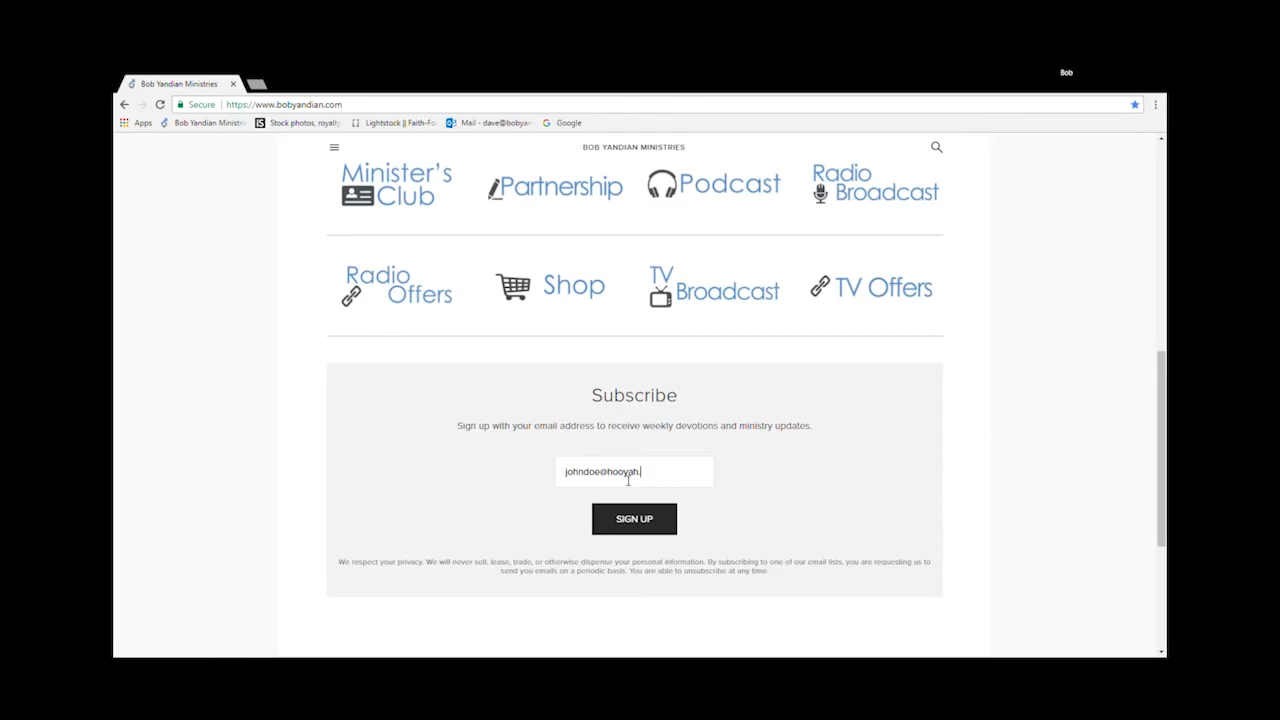 Bob
Bob Yandian Ministries
Secure https://www.bobyandian.com
Apps Bob Yandian Ministri Stock photos, royalty Lightstock || Faith-Fo Mail - dave@bobyan Google
BOB YANDIAN MINISTRIES
Minister's
Club
Partnership
Podcast
Radio
Broadcast
Radio
Offers
Shop
TV
Broadcast
TV Offers
Subscribe
Sign up with your email address to receive weekly devotions and ministry updates.
johndoe@hooyah.
SIGN UP
We respect your privacy. We will never sell, lease, trade, or otherwise dispense your personal information. By subscribing to one of our email lists, you are requesting us to
send you emails on a periodic basis. You are able to unsubscribe at any time.